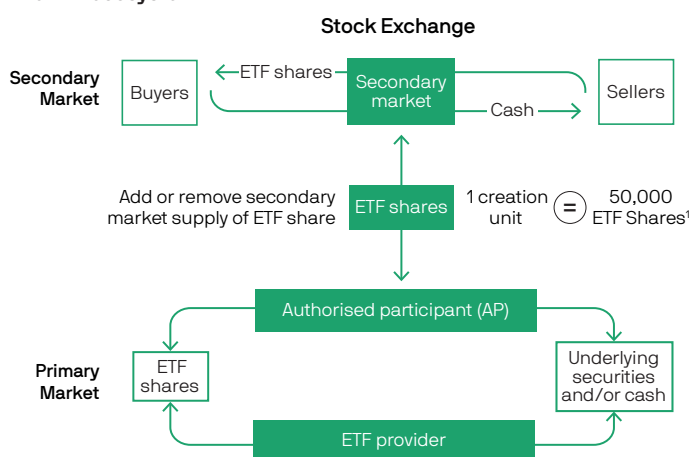 Stock Exchange
Secondary
Market
Buyers
ETF shares
Secondary
market
Cash
Sellers
Add or remove secondary
market supply of ETF share
ETF shares
1 creation
unit
=
50,000
ETF Shares¹
Authorised participant (AP)
Primary
Market
ETF
shares
Underlying
securities
and/or cash
ETF provider